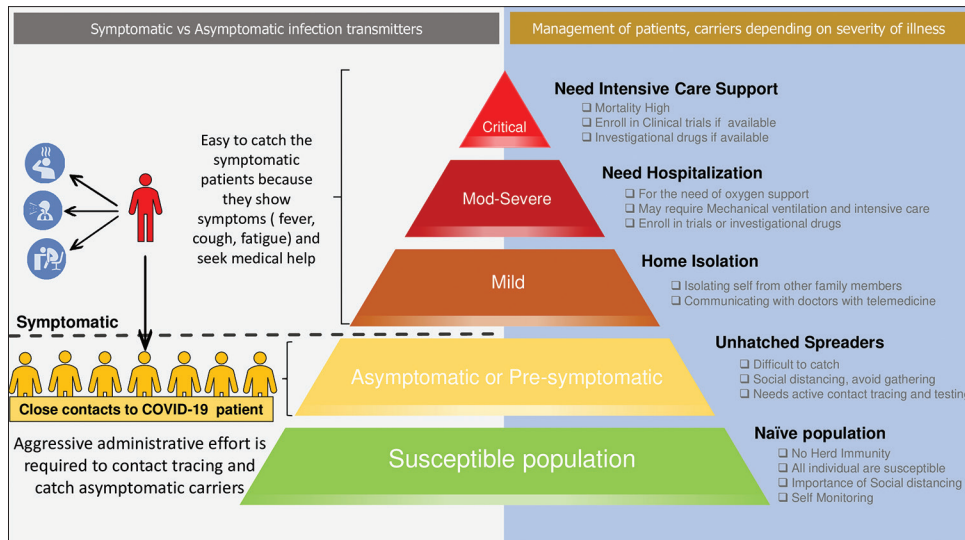 Symptomatic vs Asymptomatic infection transmitters
Management of patients, carriers depending on severity of illness
Easy to catch the
symptomatic
patients because
they show
symptoms ( fever,
cough, fatigue) and
seek medical help
Symptomatic
Close contacts to COVID-19 patient
Aggressive administrative effort is
required to contact tracing and
catch asymptomatic carriers
Critical
Mod-Severe
Mild
Asymptomatic or Pre-symptomatic
Susceptible population
Need Intensive Care Support
❑ Mortality High
❑ Enroll in Clinical trials if available
❑ Investigational drugs if available
Need Hospitalization
❑ For the need of oxygen support
❑ May require Mechanical ventilation and intensive care
❑ Enroll in trials or investigational drugs
Home Isolation
❑ Isolating self from other family members
❑ Communicating with doctors with telemedicine
Unhatched Spreaders
❑ Difficult to catch
❑ Social distancing, avoid gathering
❑ Needs active contact tracing and testing
Naïve population
❑ No Herd Immunity
❑ All individual are susceptible
❑ Importance of Social distancing
❑ Self Monitoring